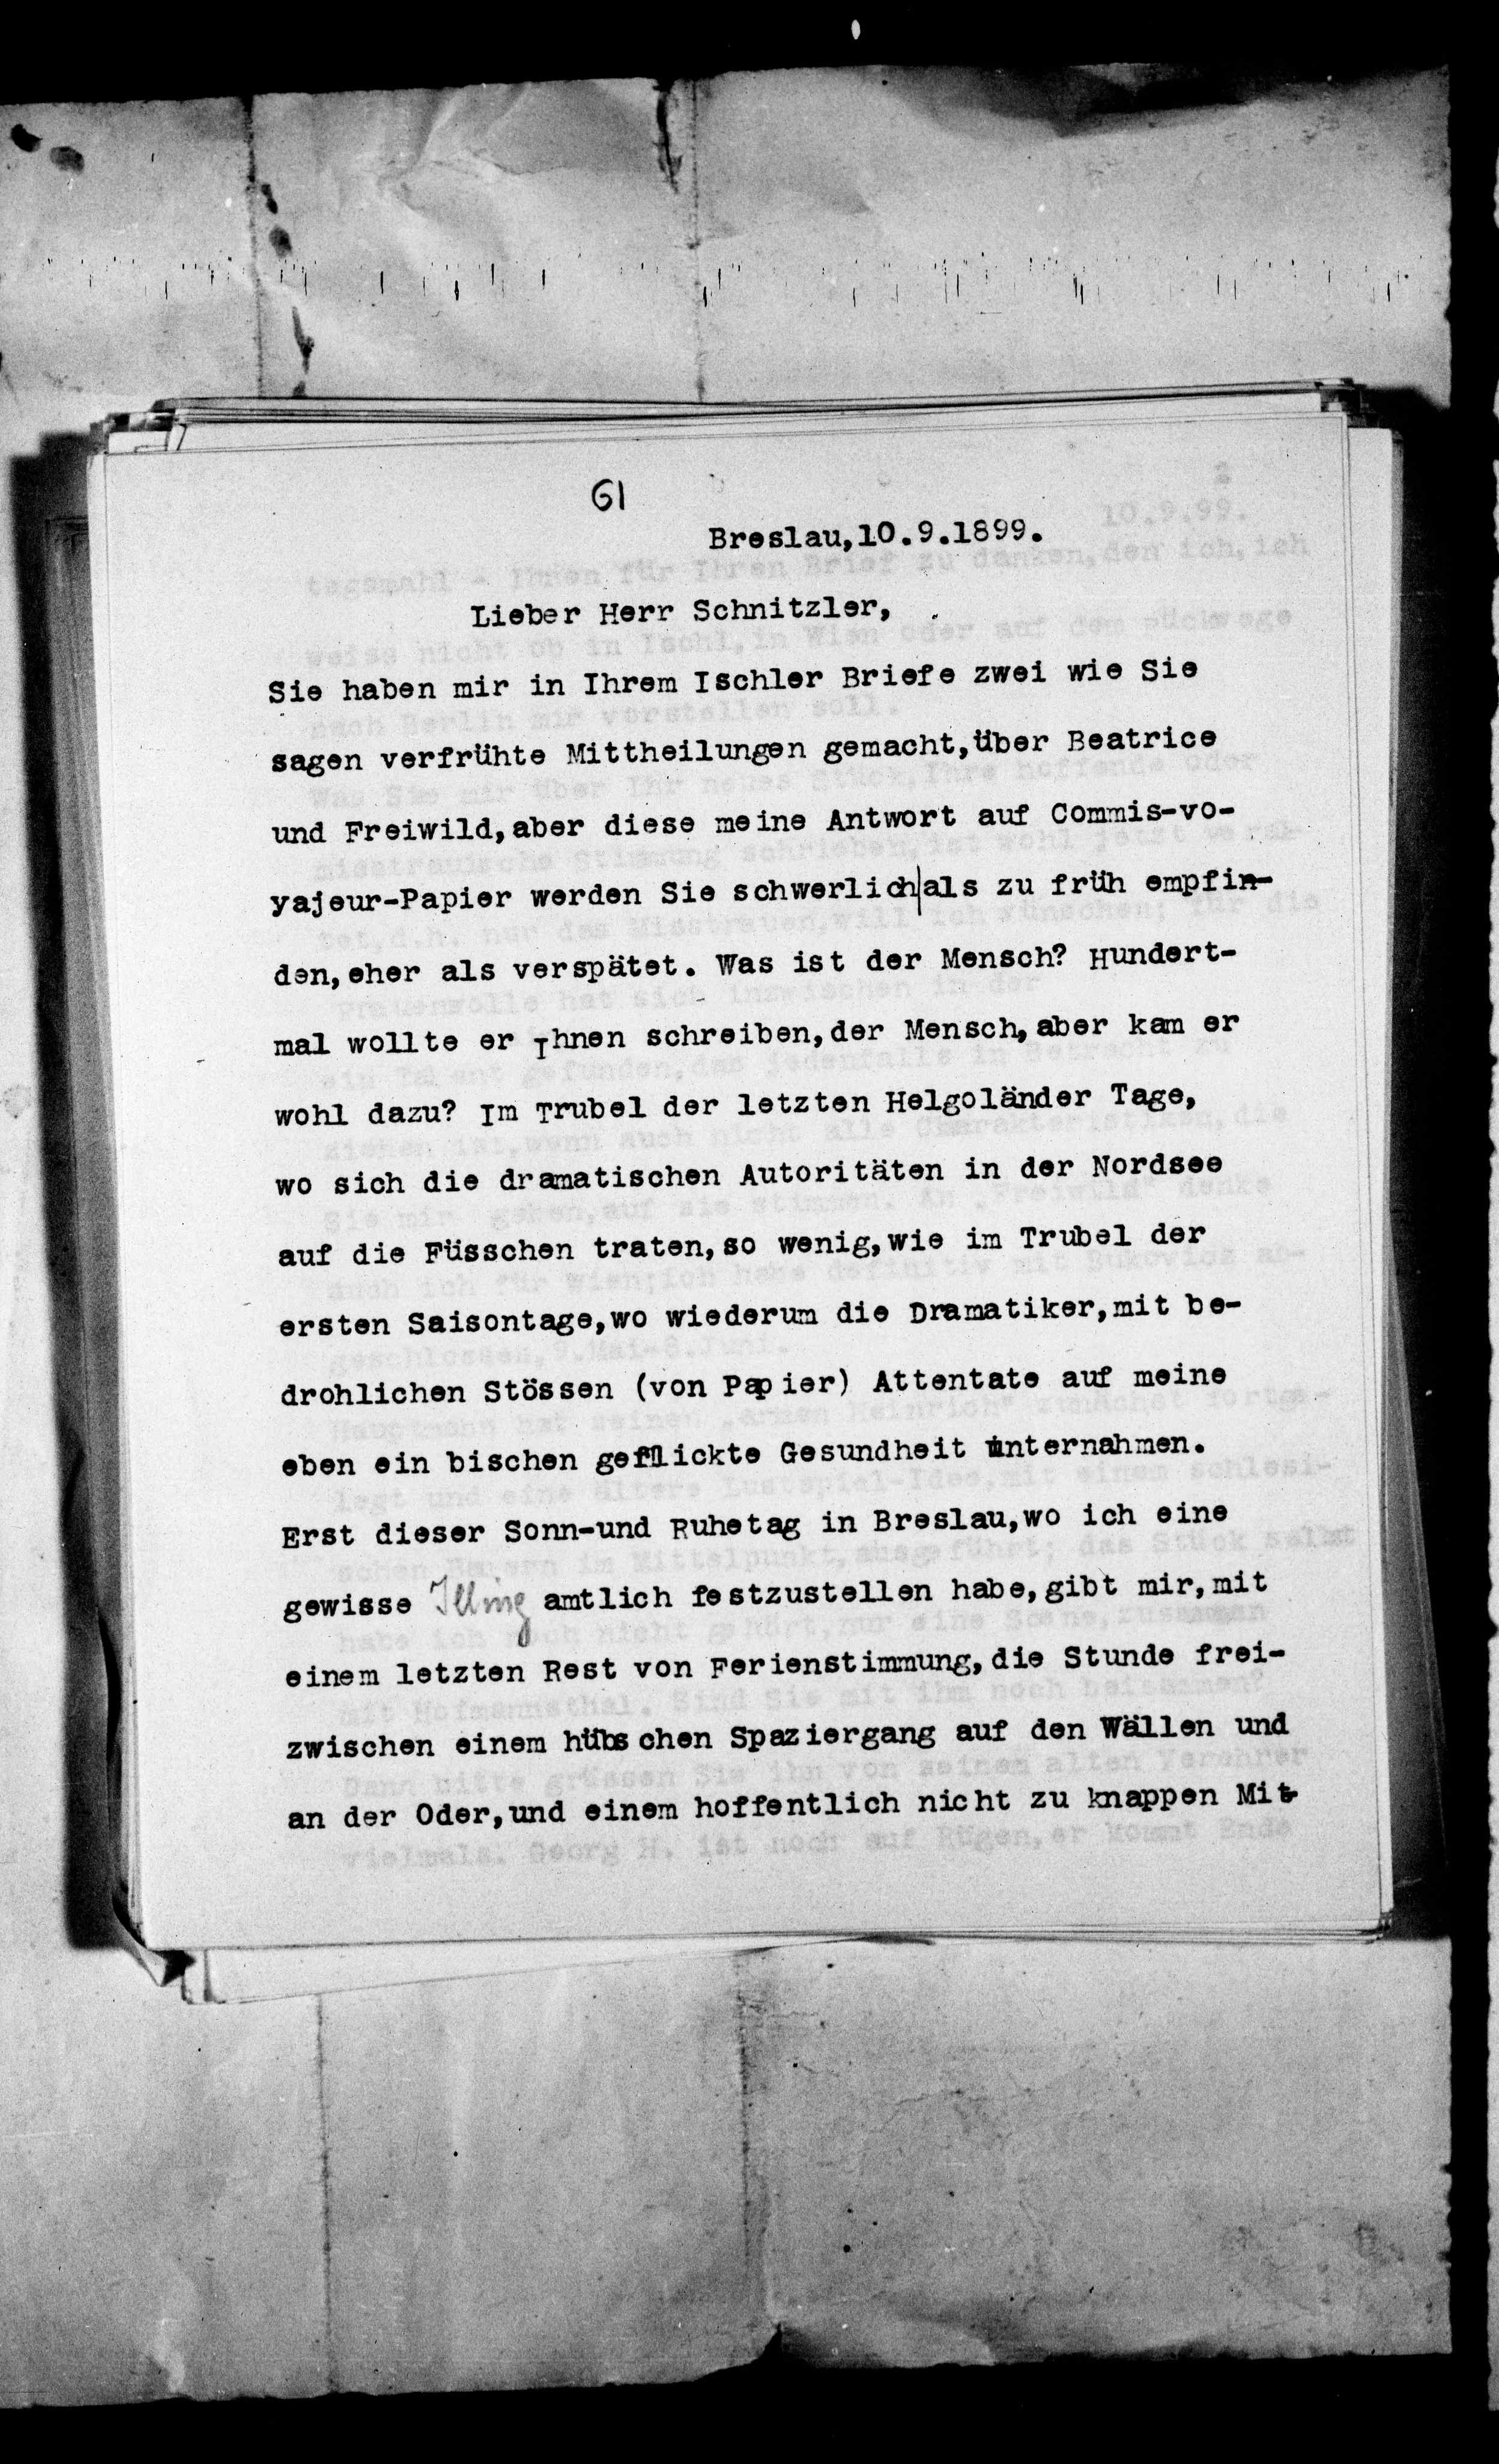 61
Breslau,10.9.1899.
Lieber Herr Schnitzler,
Sie haben mir in Ihrem Ischler Briefe zwei wie Sie
sagen verfrühte Mittheilungen gemacht,über Beatrice
und Freiwild,aber diese meine Antwort auf Commis-vo-
yajeur-Papier werden Sie schwerlich|als zu früh empfin-
den,eher als verspätet. Was ist der Mensch? Hundert-
mal wollte er Ihnen schreiben,der Mensch,aber kam er
wohl dazu? Im Trubel der letzten Helgoländer Tage,
wo sich die dramatischen Autoritäten in der Nordsee
auf die Füsschen traten,so wenig,wie im Trubel der
ersten Saisontage,wo wiederum die Dramatiker,mit be-
drohlichen Stössen (von Papier) Attentate auf meine
eben ein bischen geflickte Gesundheit unternahmen.
Erst dieser Sonn-und Ruhetag in Breslau,wo ich eine
gewisse Illing amtlich festzustellen habe,gibt mir,mit
einem letzten Rest von Ferienstimmung,die Stunde frei-
zwischen einem hübschen Spaziergang auf den Wällen und
an der Oder,und einem hoffentlich nicht zu knappen Mit-